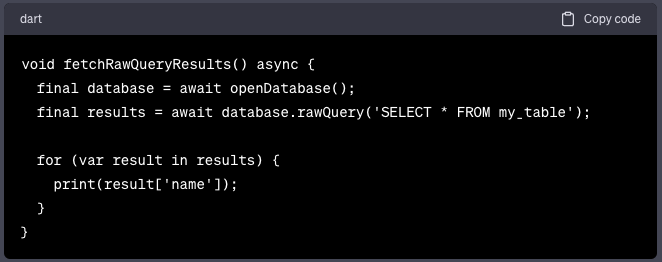 dart
Copy code
void fetchRawQueryResults() async {
  final database = await openDatabase();
  final results = await database.rawQuery('SELECT * FROM my_table');

  for (var result in results) {
    print(result['name']);
  }
}